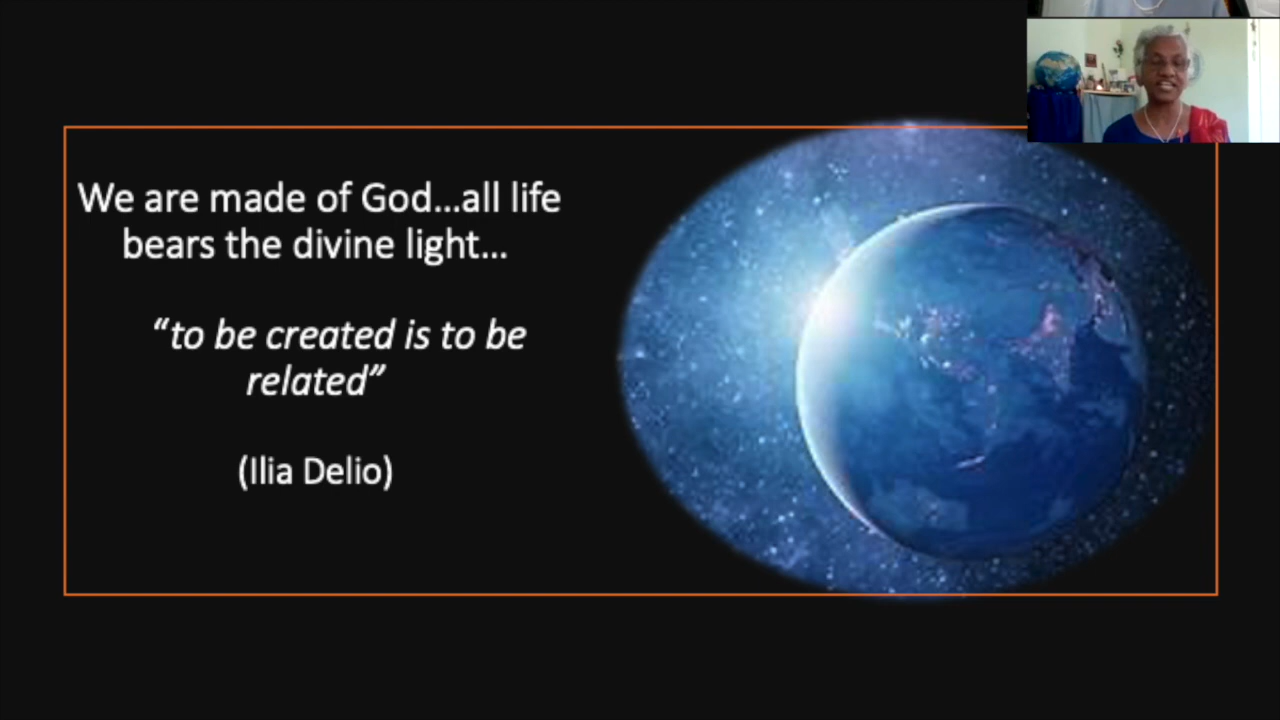 We are made of God...all life
bears the divine light...
“to be created is to be
related”
(Ilia Delio)